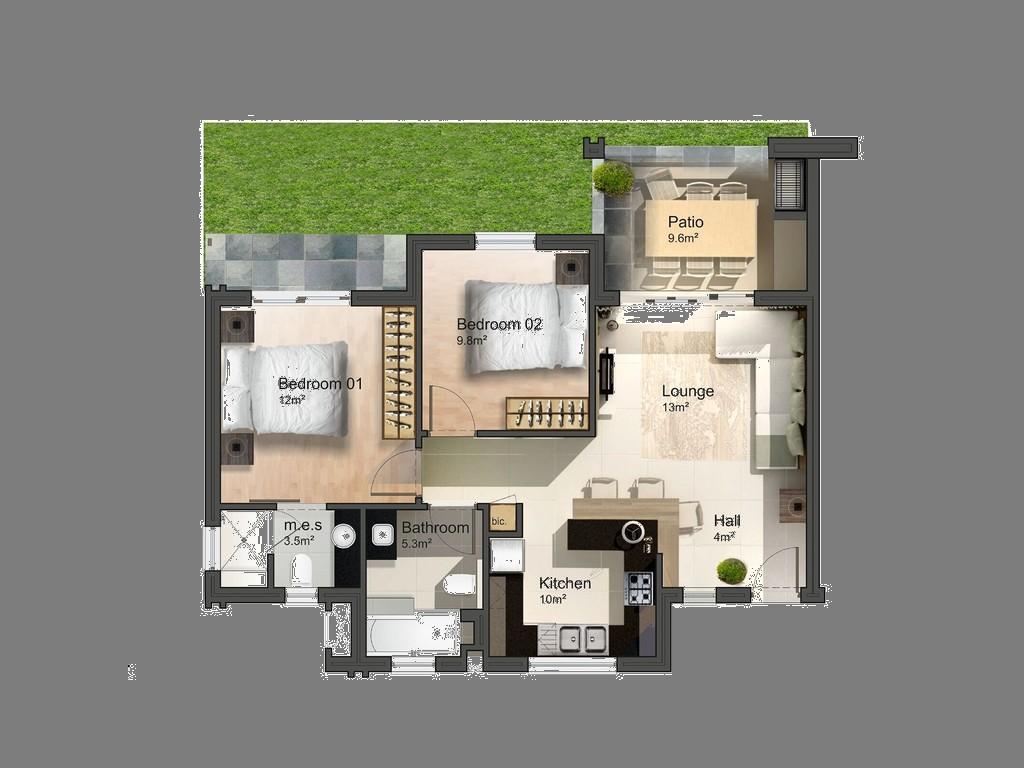 Patio
9.6m²
Bedroom 02
9.8m²
Bedroom 01
12m²
Lounge
13m²
m.e.s
3.5m²
Bathroom
5.3m²
bic.
Hall
4m²
Kitchen
10m²